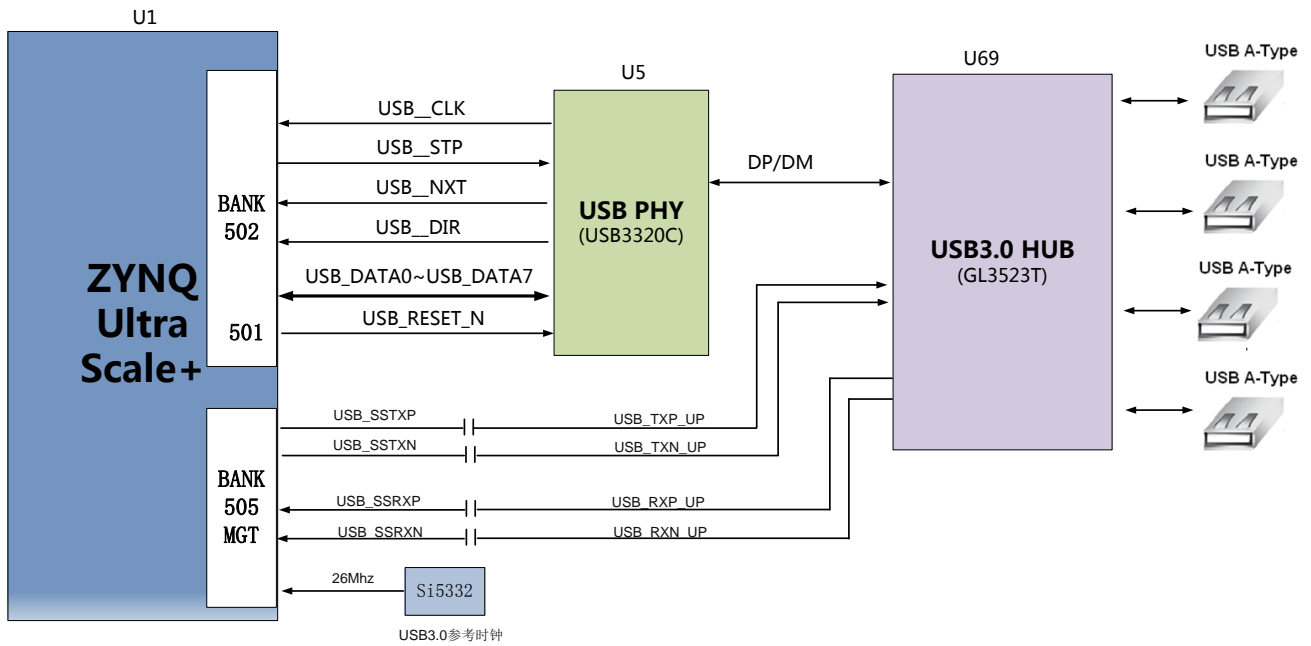 U1
ZYNQ
Ultra
Scale+
BANK
502
501
BANK
505
MGT
USB__CLK
USB__STP
USB__NXT
USB__DIR
USB_DATA0~USB_DATA7
USB_RESET_N
U5
USB PHY
(USB3320C)
DP/DM
U69
USB3.0 HUB
(GL3523T)
USB A-Type
USB A-Type
USB A-Type
USB A-Type
USB_SSTXP
USB_TXP_UP
USB_SSTXN
USB_TXN_UP
USB_SSRXP
USB_RXP_UP
USB_SSRXN
USB_RXN_UP
26Mhz
Si5332
USB3.0参考时钟